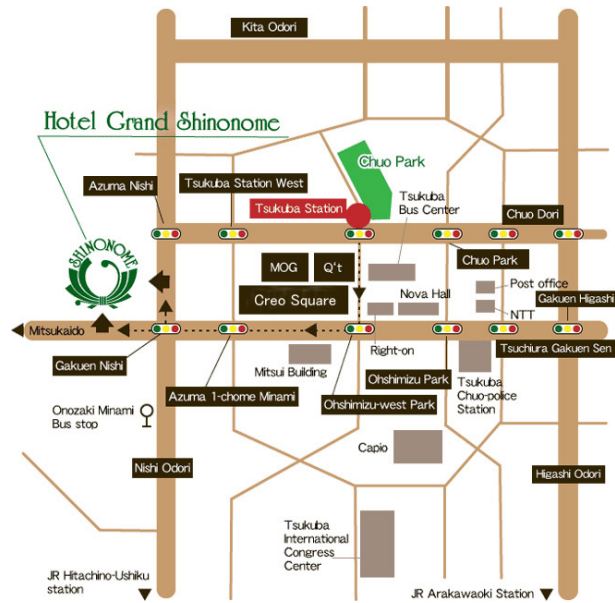 Kita Odori
Hotel Grand Shinonome
Chuo Park
Azuma Nishi
Tsukuba Station West
Tsukuba Station
Tsukuba
Bus Center
Chuo Dori
SHINONOME
MOG
Q't
Chuo Park
Creo Square
Nova Hall
Post office
NTT
Gakuen Higashi
Mitsukaido
Right-on
Tsuchiura Gakuen Sen
Gakuen Nishi
Mitsui Building
Ohshimizu Park
Azuma 1-chome Minami
Ohshimizu-west Park
Tsukuba
Chuo-police
Station
Onozaki Minami
Bus stop
Capio
Nishi Odori
Higashi Odori
Tsukuba
International
Congress
Center
JR Hitachino-Ushiku
station
JR Arakawaoki Station